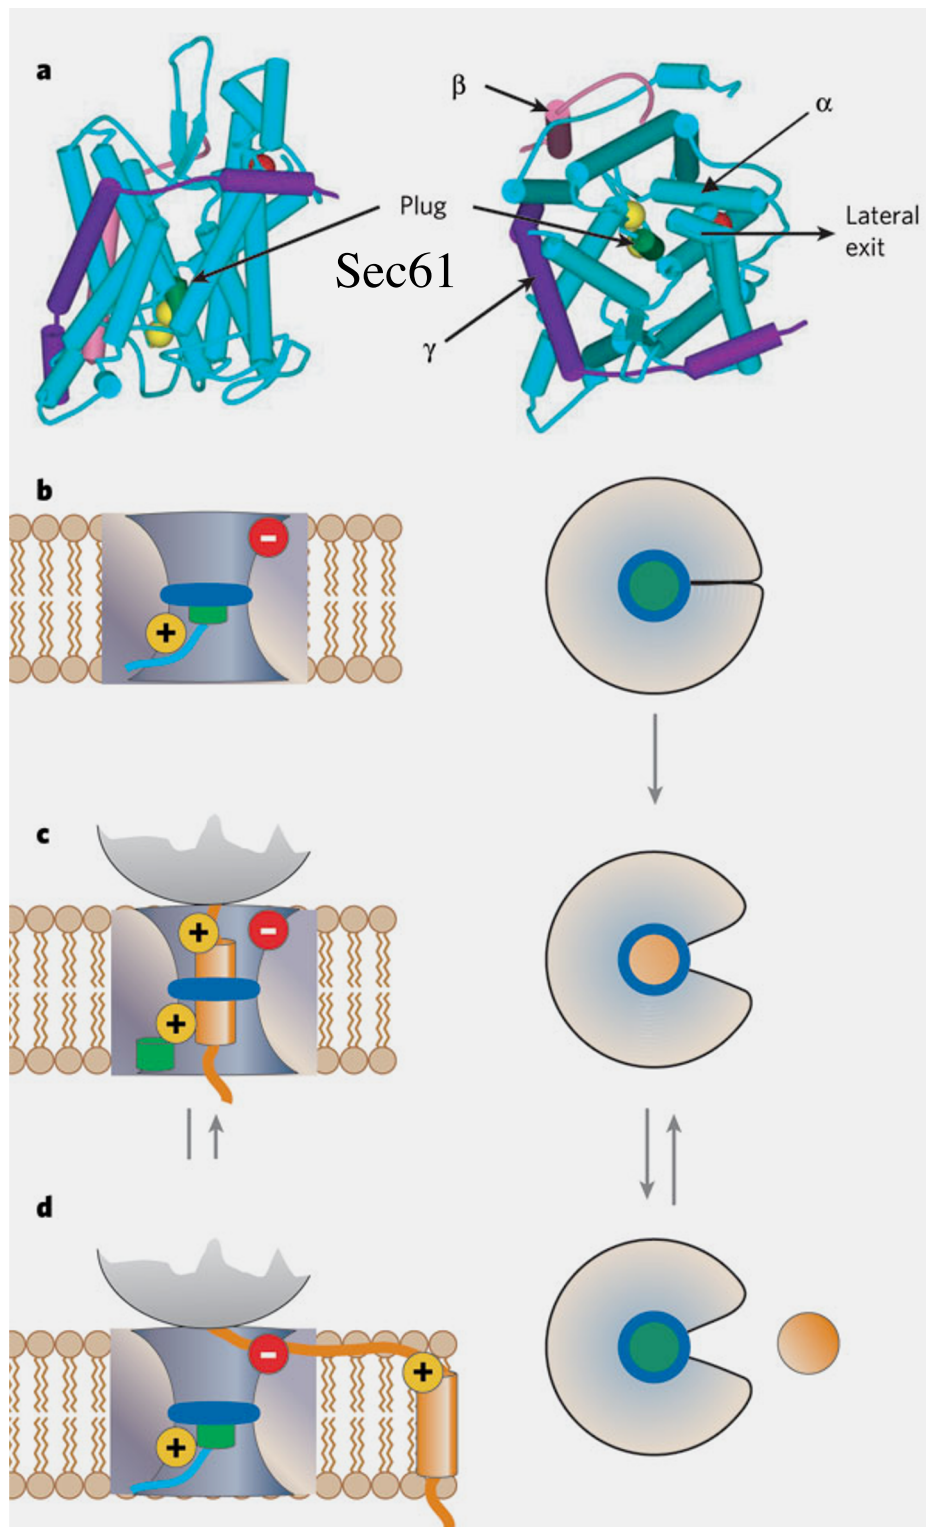 a
β
α
Plug
Lateral
exit
Sec61
γ
b
−
+
c
+
−
+
d
−
+
+